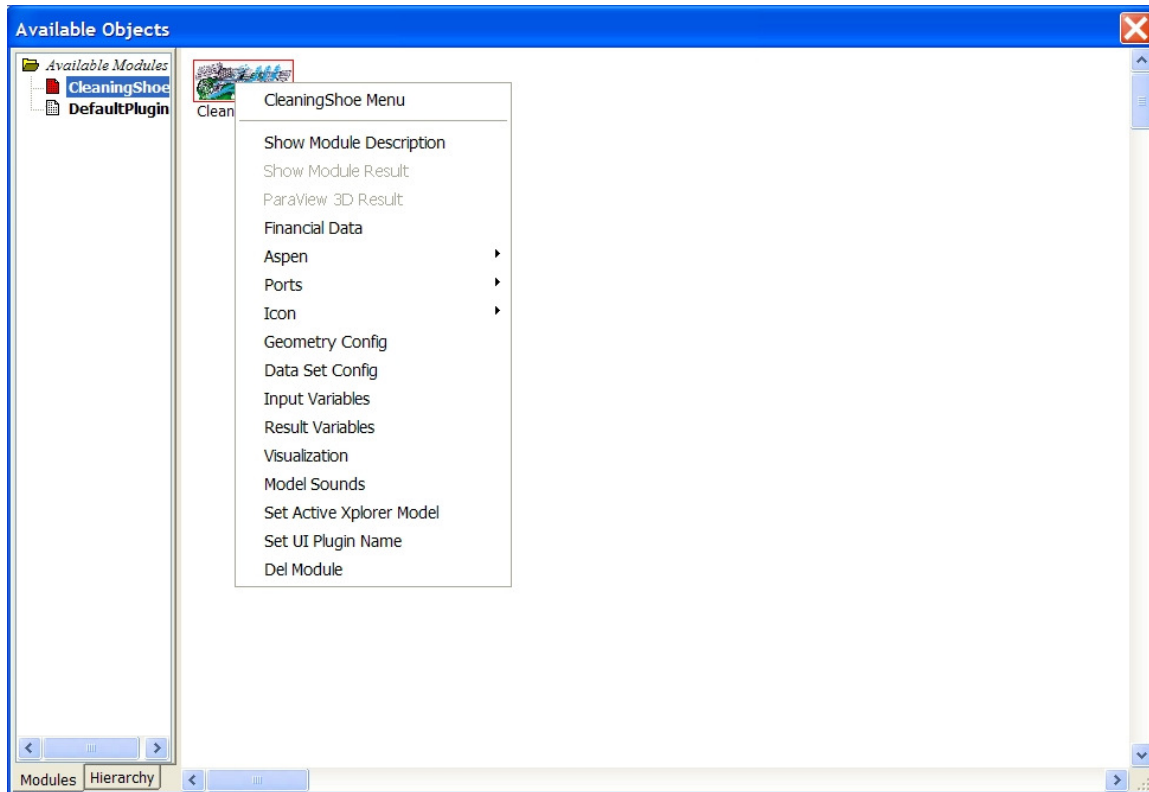 Available Objects
Available Modules
CleaningShoe
DefaultPlugin
Clean
CleaningShoe Menu
Show Module Description
Show Module Result
ParaView 3D Result
Financial Data
Aspen
Ports
Icon
Geometry Config
Data Set Config
Input Variables
Result Variables
Visualization
Model Sounds
Set Active Xplorer Model
Set UI Plugin Name
Del Module
Modules Hierarchy